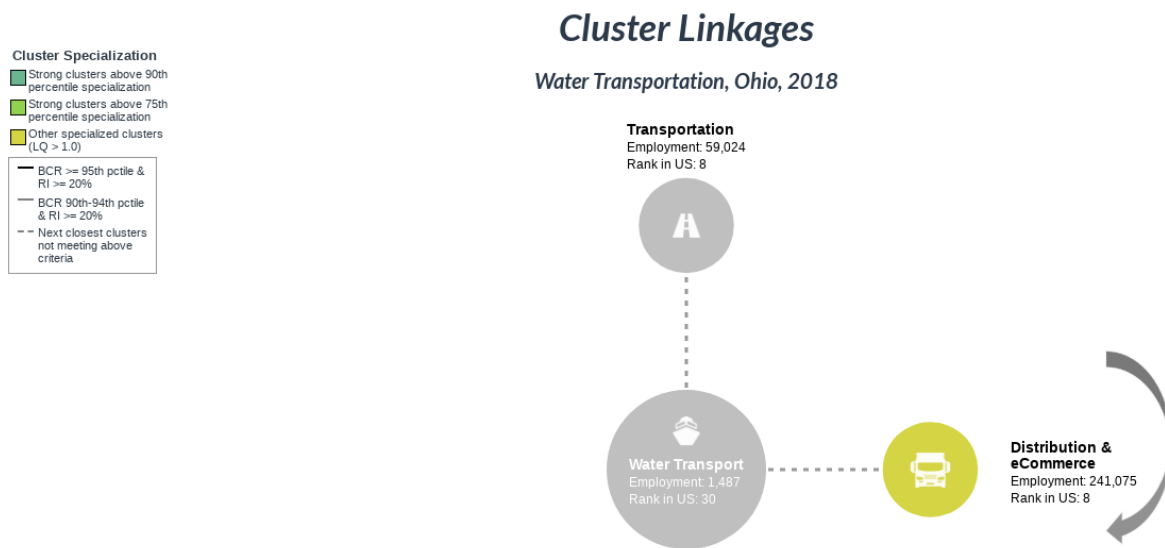 Cluster Linkages
Water Transportation, Ohio, 2018
Cluster Specialization
Strong clusters above 90th
percentile specialization
Strong clusters above 75th
percentile specialization
Other specialized clusters
(LQ > 1.0)
BCR >= 95th pctile &
RI >= 20%
BCR 90th-94th pctile
& RI >= 20%
Next closest clusters
not meeting above
criteria
Transportation
Employment: 59,024
Rank in US: 8
Water Transport
Employment: 1,487
Rank in US: 30
Distribution &
eCommerce
Employment: 241,075
Rank in US: 8